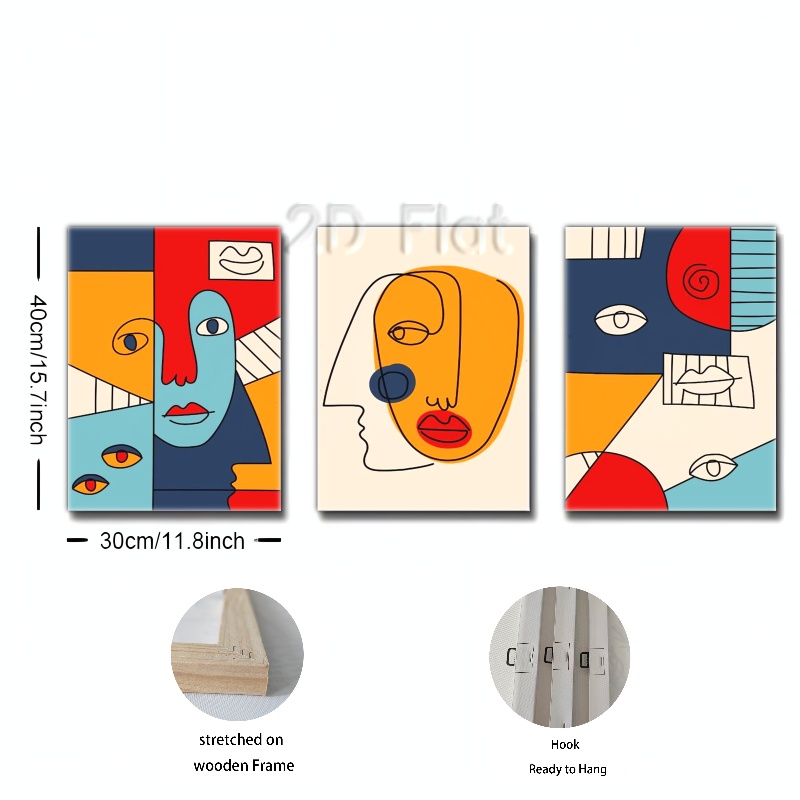 2D Flat
40cm/15.7inch
30cm/11.8inch
stretched on
wooden Frame
Hook
Ready to Hang